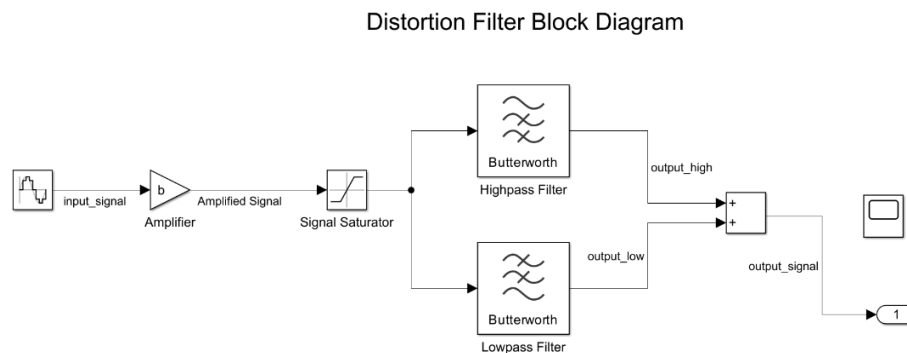 Distortion Filter Block Diagram
Butterworth
Highpass Filter
output_high
input_signal
b
Amplifier
Amplified Signal
Signal Saturator
+
+
output_low
output_signal
Butterworth
Lowpass Filter
1